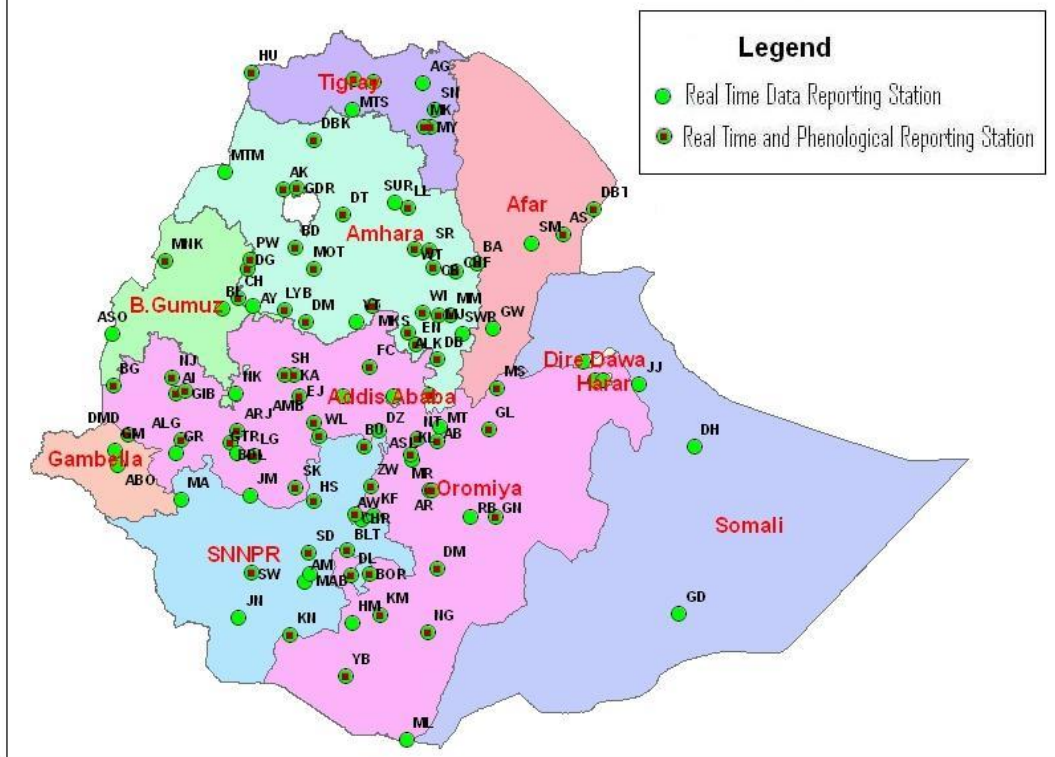 Legend
Real Time Data Reporting Station
Real Time and Phenological Reporting Station
HU
Tigray
AG
MTS
SN
MK
MY
DBK
MTM
AK
GDR
DT
SUR
LL
Afar
DBT
AS
SM
Amhara
MNK
PW
DG
BD
MOT
SR
WT
BA
CH
BL
AY
LYB
DM
WI
MM
GW
B.Gumuz
ASO
MKS
EN
MJ
SWR
ALK
DB
FC
NJ
AI
GIB
BG
NK
SH
KA
EJ
AMB
Addis Ababa
MS
Dire Dawa
Harar
JJ
DH
DMD
GM
ALG
GR
ARJ
GTR
LG
WL
BU
DZ
NT
MT
AB
GL
ASL
KL
Gambella
ABO
MA
JM
SK
HS
ZW
MR
AR
Oromiya
RB
GN
AW
KF
Somali
SNNPR
SD
BLT
SW
AM
MAB
DL
BOR
DM
JN
KN
HM
KM
NG
GD
YB
ML